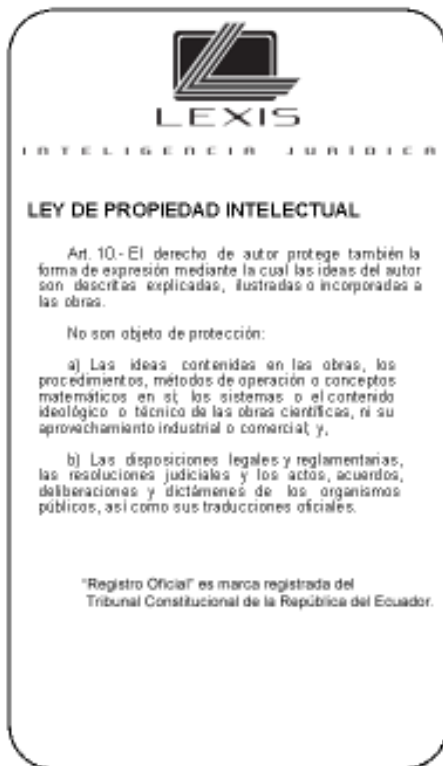 LEXIS
INTELIGENCIA JURÍDICA
LEY DE PROPIEDAD INTELECTUAL
Art. 10.- El derecho de autor protege también la
forma de expresión mediante la cual las ideas del autor
son descritas explicadas, ilustradas o incorporadas a
las obras.
No son objeto de protección:
a) Las ideas contenidas en las obras, los
procedimientos, métodos de operación o conceptos
matemáticos en sí; los sistemas o el contenido
ideológico o técnico de las obras científicas, ni su
aprovechamiento industrial o comercial; y,
b) Las disposiciones legales y reglamentarias,
las resoluciones judiciales y los actos, acuerdos,
deliberaciones y dictámenes de los organismos
públicos, así como sus traducciones oficiales.
"Registro Oficial" es marca registrada del
Tribunal Constitucional de la República del Ecuador.